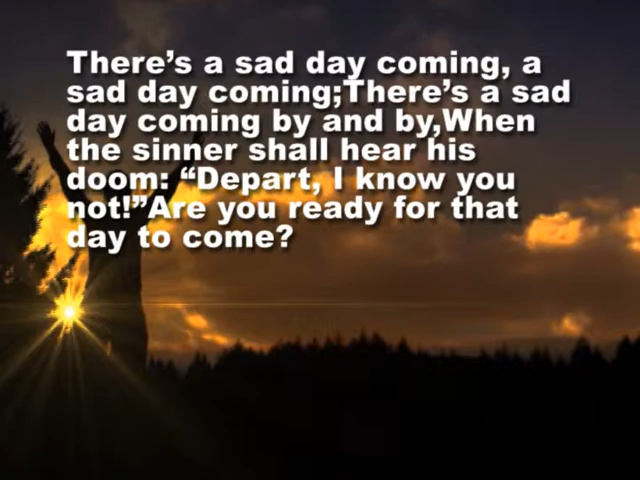 There's a sad day coming, a
sad day coming;There's a sad
day coming by and by,When
the sinner shall hear his
doom: “Depart, I know you
not!”Are you ready for that
day to come?